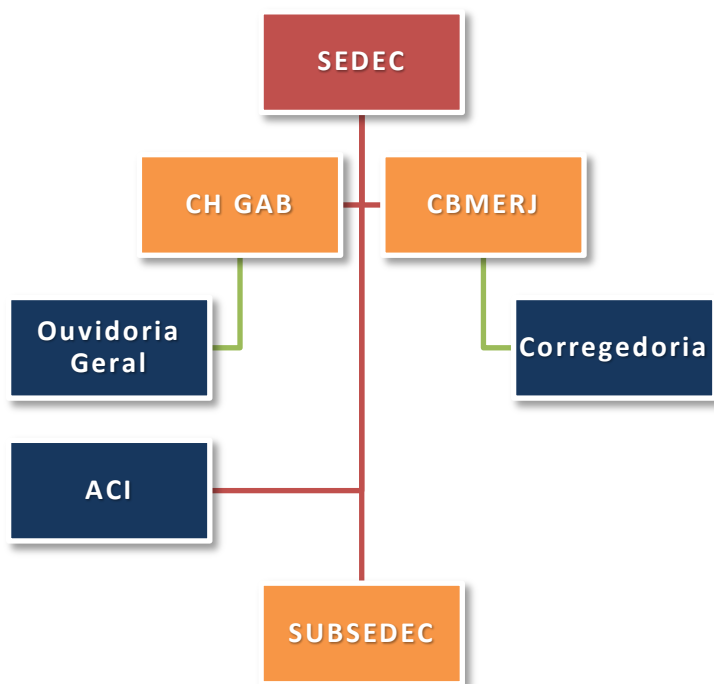 SEDEC
CH GAB
CBMERJ
Ouvidoria
Geral
Corregedoria
ACI
SUBSEDEC